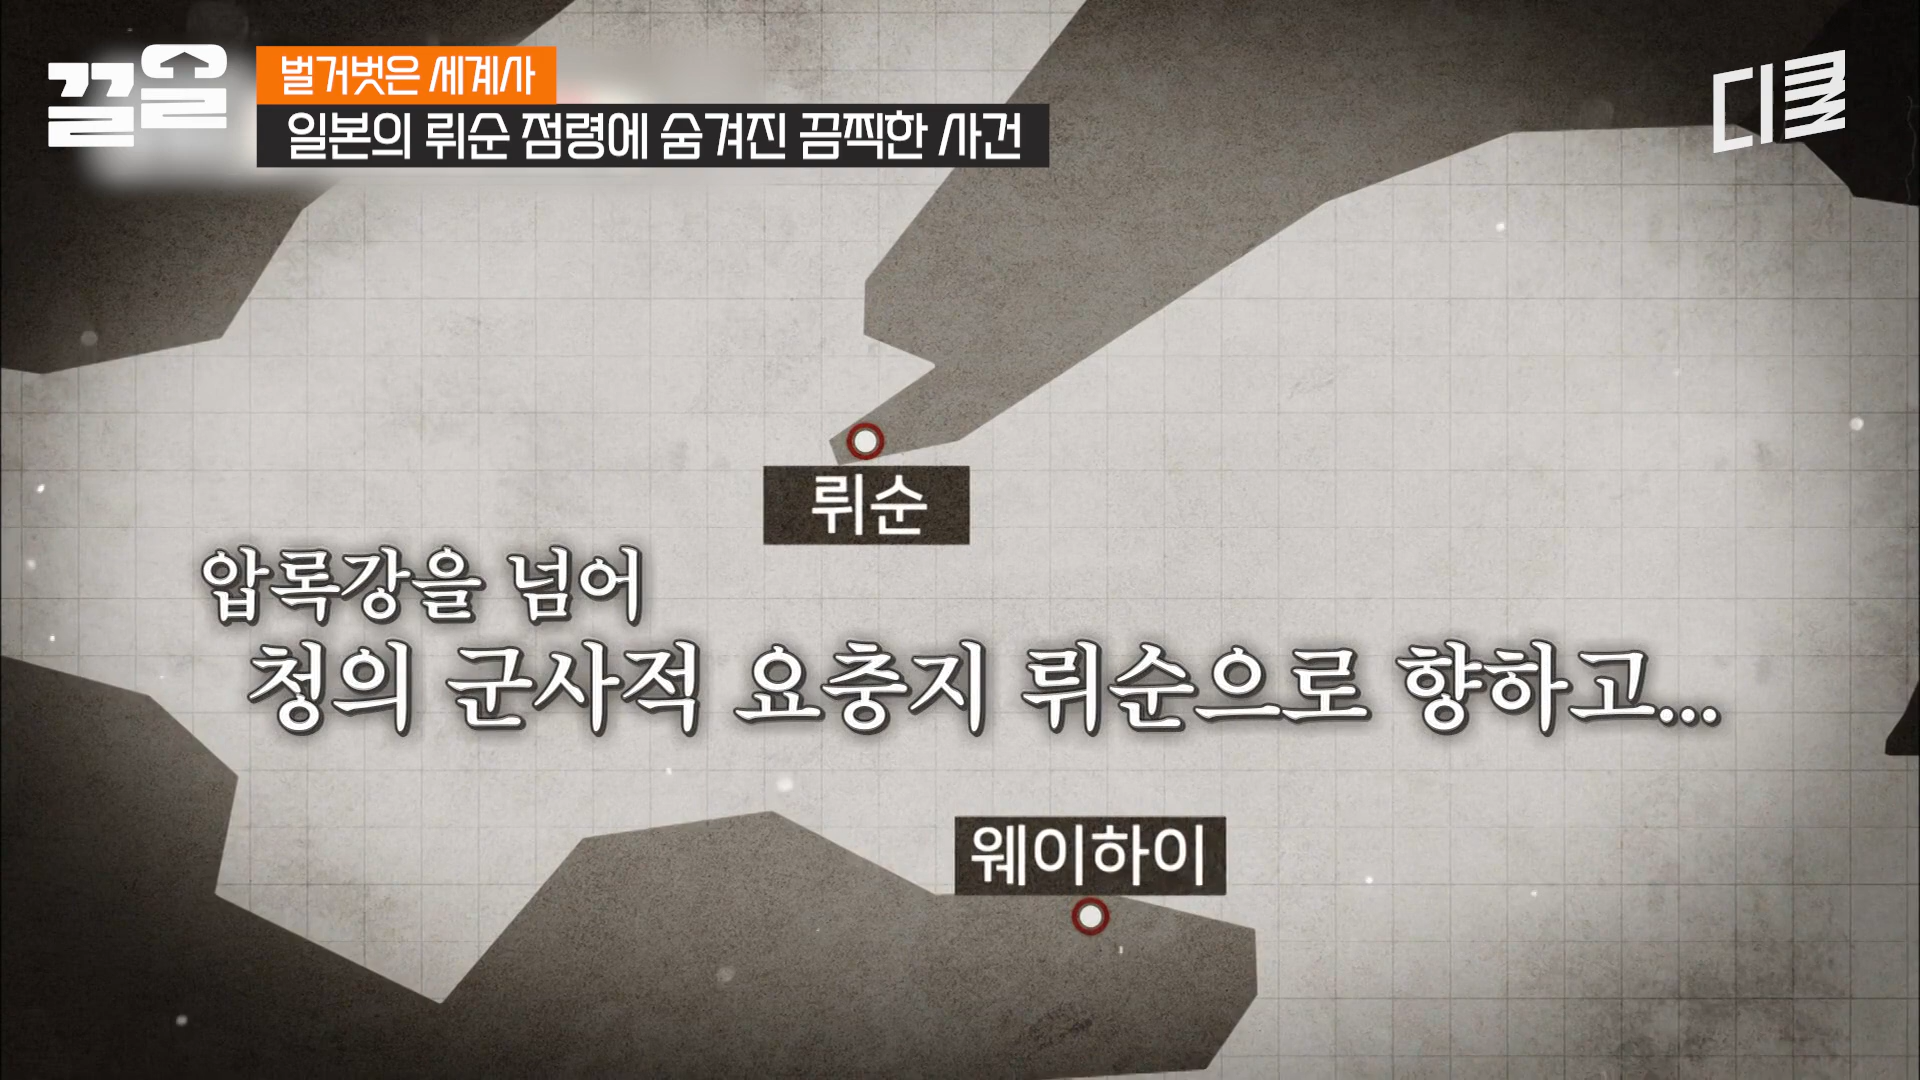 끌올
벌거벗은 세계사
일본의 뤼순 점령에 숨겨진 끔찍한 사건
디클
뤼순
압록강을 넘어
청의 군사적 요충지 뤼순으로 향하고...
웨이하이